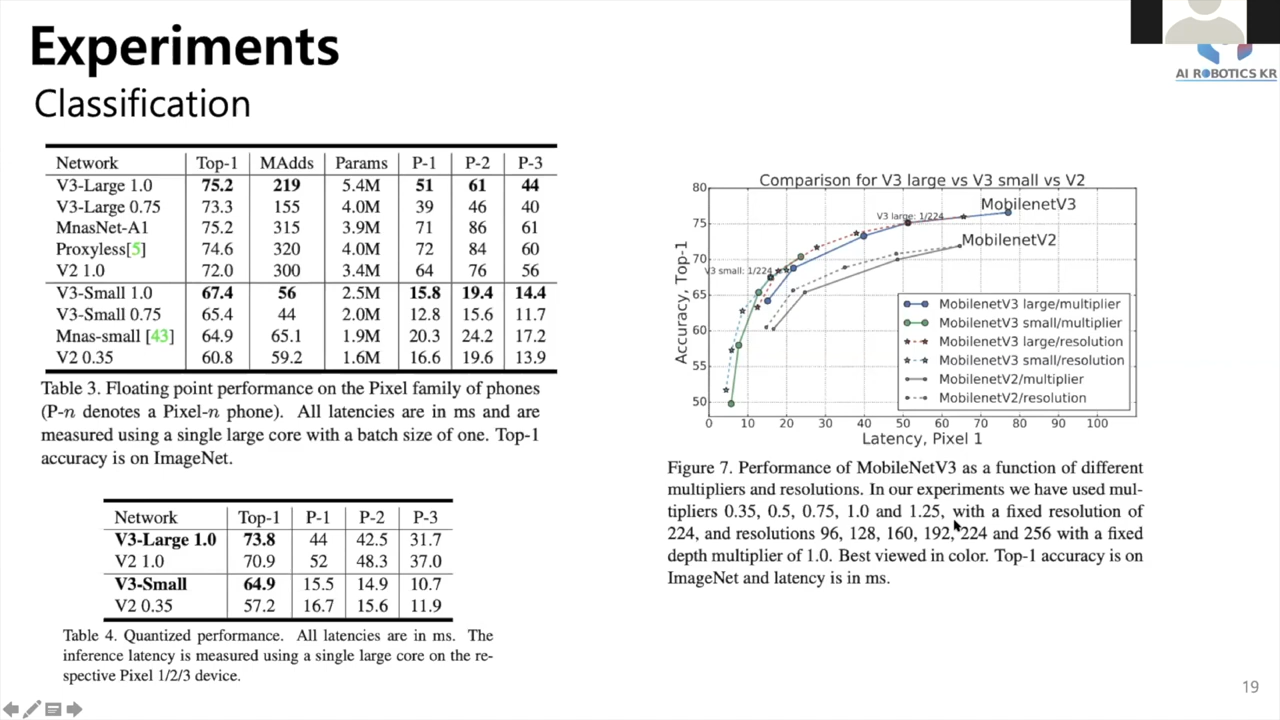 Experiments
AI ROBOTICS KR
Classification
Network Top-1 MAdds Params P-1 P-2 P-3
V3-Large 1.0 75.2 219 5.4M 51 61 44
V3-Large 0.75 73.3 155 4.0M 39 46 40
MnasNet-A1 75.2 315 3.9M 71 86 61
Proxyless[5] 74.6 320 4.0M 72 84 60
V2 1.0 72.0 300 3.4M 64 76 56
V3-Small 1.0 67.4 56 2.5M 15.8 19.4 14.4
V3-Small 0.75 65.4 44 2.0M 12.8 15.6 11.7
Mnas-small [43] 64.9 65.1 1.9M 20.3 24.2 17.2
V2 0.35 60.8 59.2 1.6M 16.6 19.6 13.9
Table 3. Floating point performance on the Pixel family of phones
(P-n denotes a Pixel-n phone). All latencies are in ms and are
measured using a single large core with a batch size of one. Top-1
accuracy is on ImageNet.
Network Top-1 P-1 P-2 P-3
V3-Large 1.0 73.8 44 42.5 31.7
V2 1.0 70.9 52 48.3 37.0
V3-Small 64.9 15.5 14.9 10.7
V2 0.35 57.2 16.7 15.6 11.9
Table 4. Quantized performance. All latencies are in ms. The
inference latency is measured using a single large core on the re-
spective Pixel 1/2/3 device.
Comparison for V3 large vs V3 small vs V2
80
75
70
65
60
55
50
Accuracy, Top-1
MobilenetV3
V3 large: 1/224
MobilenetV2
V3 small: 1/224
MobilenetV3 large/multiplier
MobilenetV3 small/multiplier
MobilenetV3 large/resolution
MobilenetV3 small/resolution
MobilenetV2/multiplier
MobilenetV2/resolution
0 10 20 30 40 50 60 70 80 90 100
Latency, Pixel 1
Figure 7. Performance of MobileNetV3 as a function of different
multipliers and resolutions. In our experiments we have used mul-
tipliers 0.35, 0.5, 0.75, 1.0 and 1.25, with a fixed resolution of
224, and resolutions 96, 128, 160, 192, 224 and 256 with a fixed
depth multiplier of 1.0. Best viewed in color. Top-1 accuracy is on
ImageNet and latency is in ms.
19